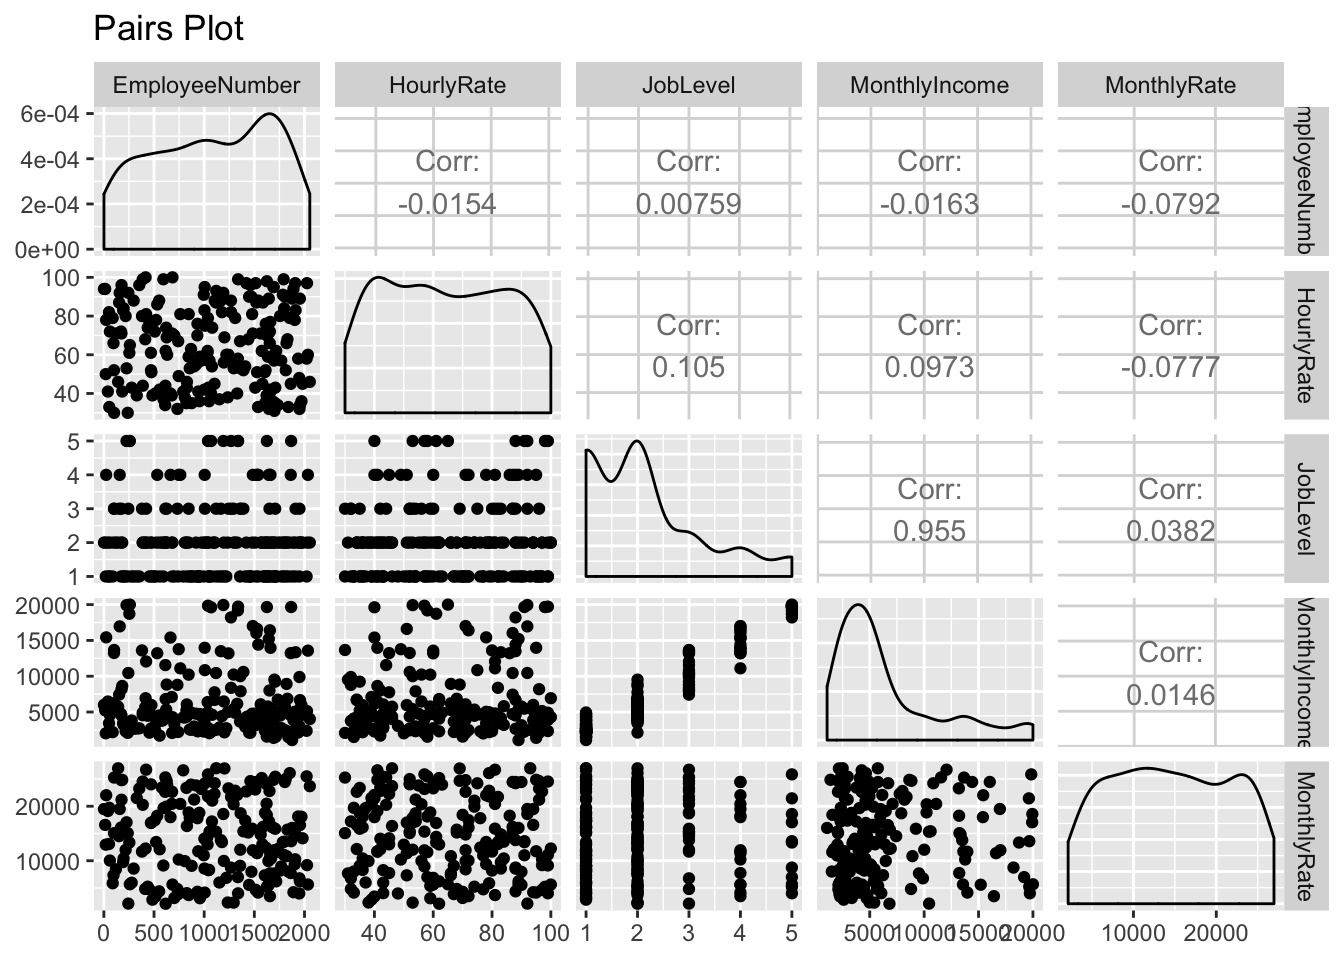 Pairs Plot
EmployeeNumber HourlyRate JobLevel MonthlyIncome MonthlyRate
6e-04
4e-04
2e-04
0e+00
Corr:
-0.0154
Corr:
0.00759
Corr:
-0.0163
Corr:
-0.0792
mployeeNumb
100
80
60
40
Corr:
0.105
Corr:
0.0973
Corr:
-0.0777
HourlyRate
5
4
3
2
1
Corr:
0.955
Corr:
0.0382
JobLevel
20000
15000
10000
5000
Corr:
0.0146
MonthlyIncome
20000
10000
MonthlyRate
0 500 1000 1500 2000 40 60 80 100 1 2 3 4 5 5000 10000 15000 20000 10000 20000